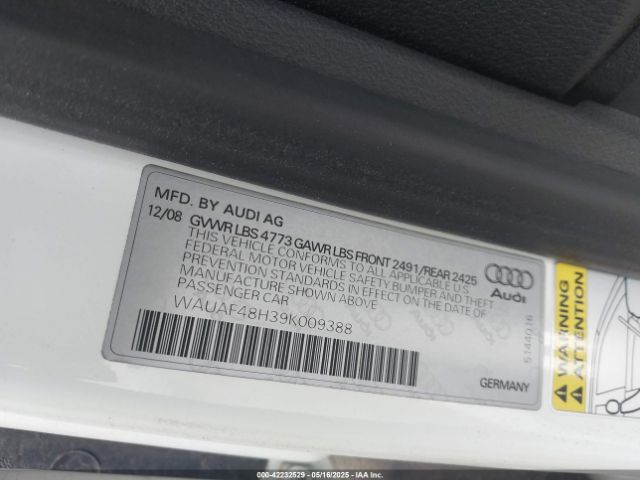 MFD. BY AUDI AG
12/08 GVWR LBS 4773 GAWR LBS FRONT 2491/REAR 2425
THIS VEHICLE CONFORMS TO ALL APPLICABLE U.S
FEDERAL MOTOR VEHICLE SAFETY BUMPER AND THEFT
PREVENTION STANDARDS IN EFFECT ON THE DATE OF
MANUFACTURE SHOWN ABOVE
PASSENGER CAR
WAUAF48H39K009388
Audi
5144016
GERMANY
WARNING
ATTENTION
000-42232529 - 05/16/2025 - IAA Inc.